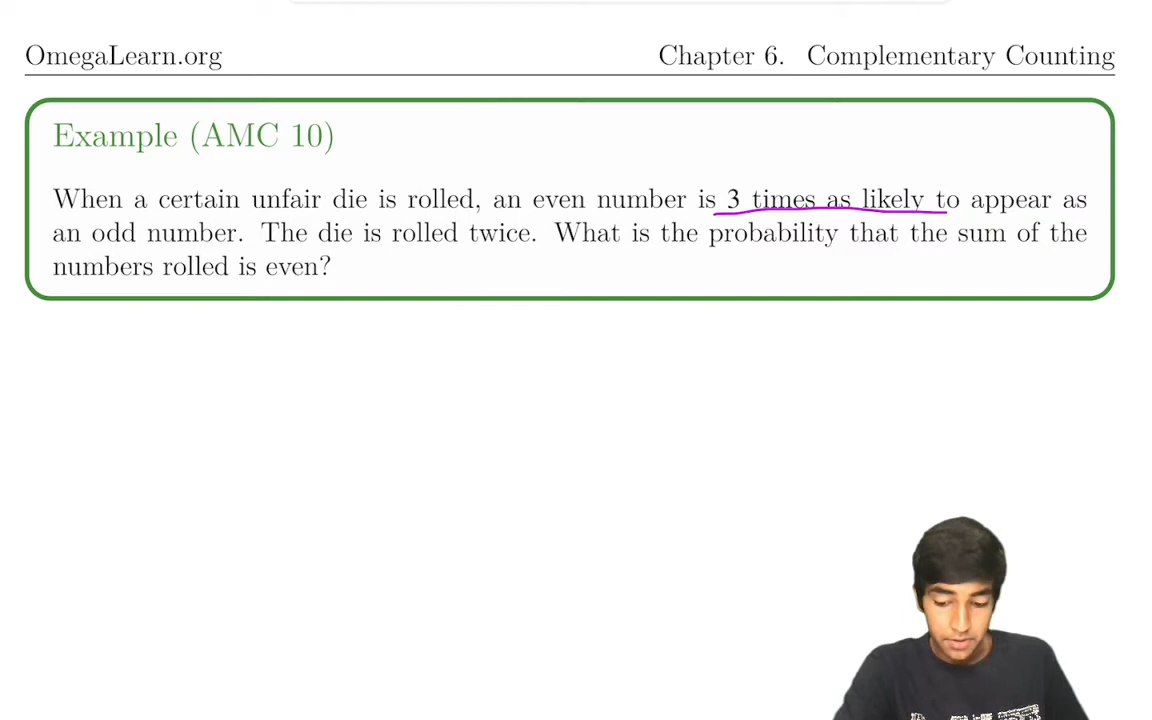 OmegaLearn.org
Chapter 6. Complementary Counting
Example (AMC 10)
When a certain unfair die is rolled, an even number is 3 times as likely to appear as
an odd number. The die is rolled twice. What is the probability that the sum of the
numbers rolled is even?